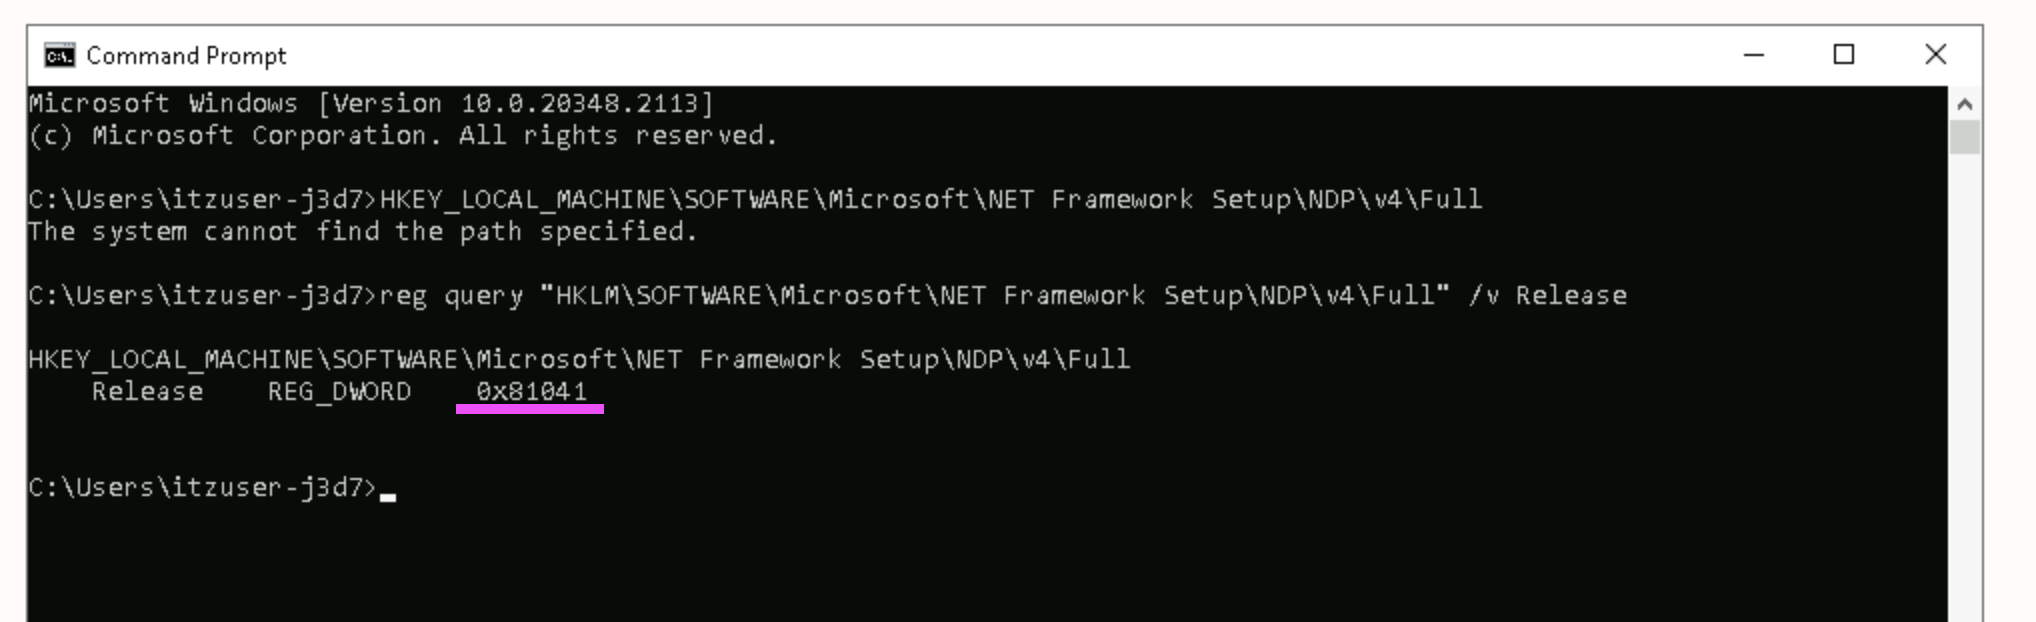 Command Prompt
Microsoft Windows [Version 10.0.20348.2113]
(c) Microsoft Corporation. All rights reserved.
C:\Users\itzuser-j3d7>HKEY_LOCAL_MACHINE\SOFTWARE\Microsoft\NET Framework Setup\NDP\v4\Full
The system cannot find the path specified.
C:\Users\itzuser-j3d7>reg query "HKLM\SOFTWARE\Microsoft\NET Framework Setup\NDP\v4\Full" /v Release
HKEY_LOCAL_MACHINE\SOFTWARE\Microsoft\NET Framework Setup\NDP\v4\Full
    Release    REG_DWORD    0x81041
C:\Users\itzuser-j3d7>